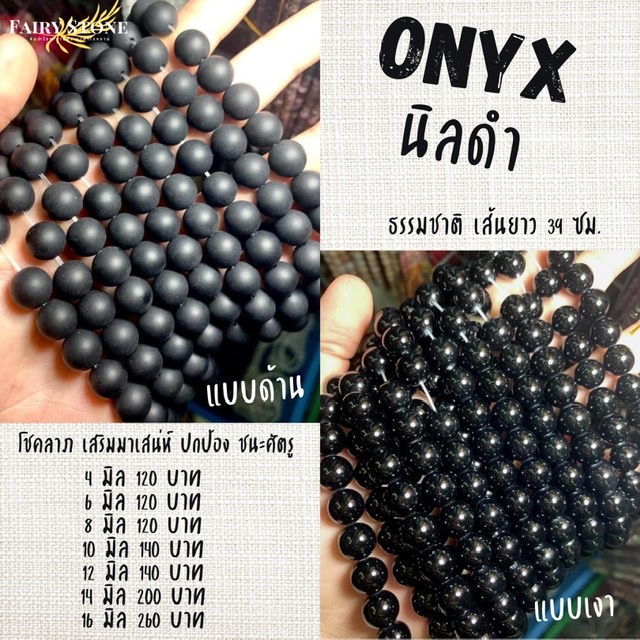 FAIRY STONE
ONYX
นิลดำ
ธรรมชาติ เส้นยาว 39 ซม.
แบบด้าน
โชคลาภ เสริมมาเสน่ห์ ปกป้อง ชนะศัตรู
4 มิล 120 บาท
6 มิล 120 บาท
8 มิล 120 บาท
10 มิล 140 บาท
12 มิล 140 บาท
14 มิล 200 บาท
16 มิล 260 บาท
แบบเงา